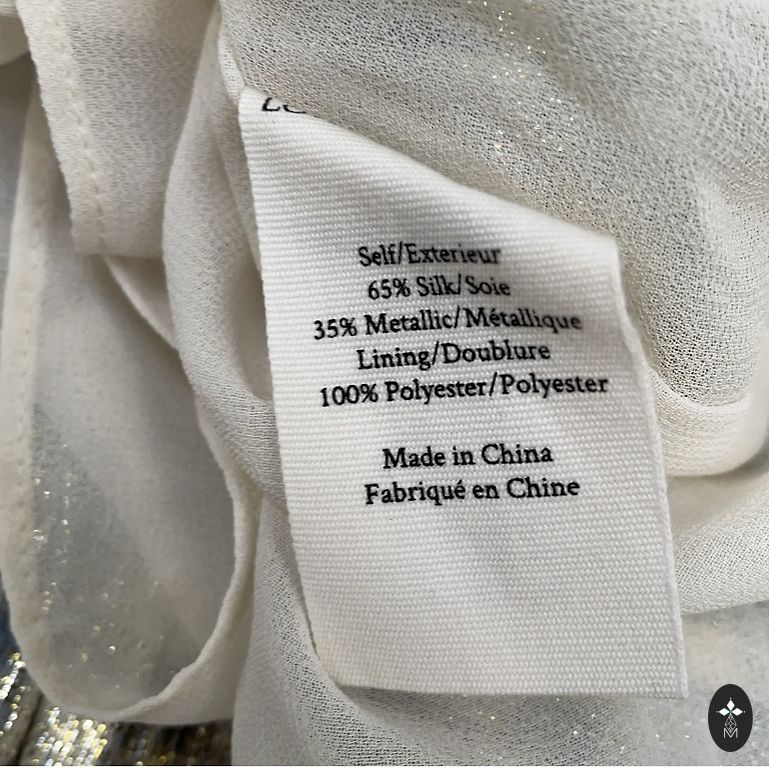 Self/Exterieur
65% Silk/Soie
35% Metallic/Métallique
Lining/Doublure
100% Polyester/Polyester
Made in China
Fabriqué en Chine
M